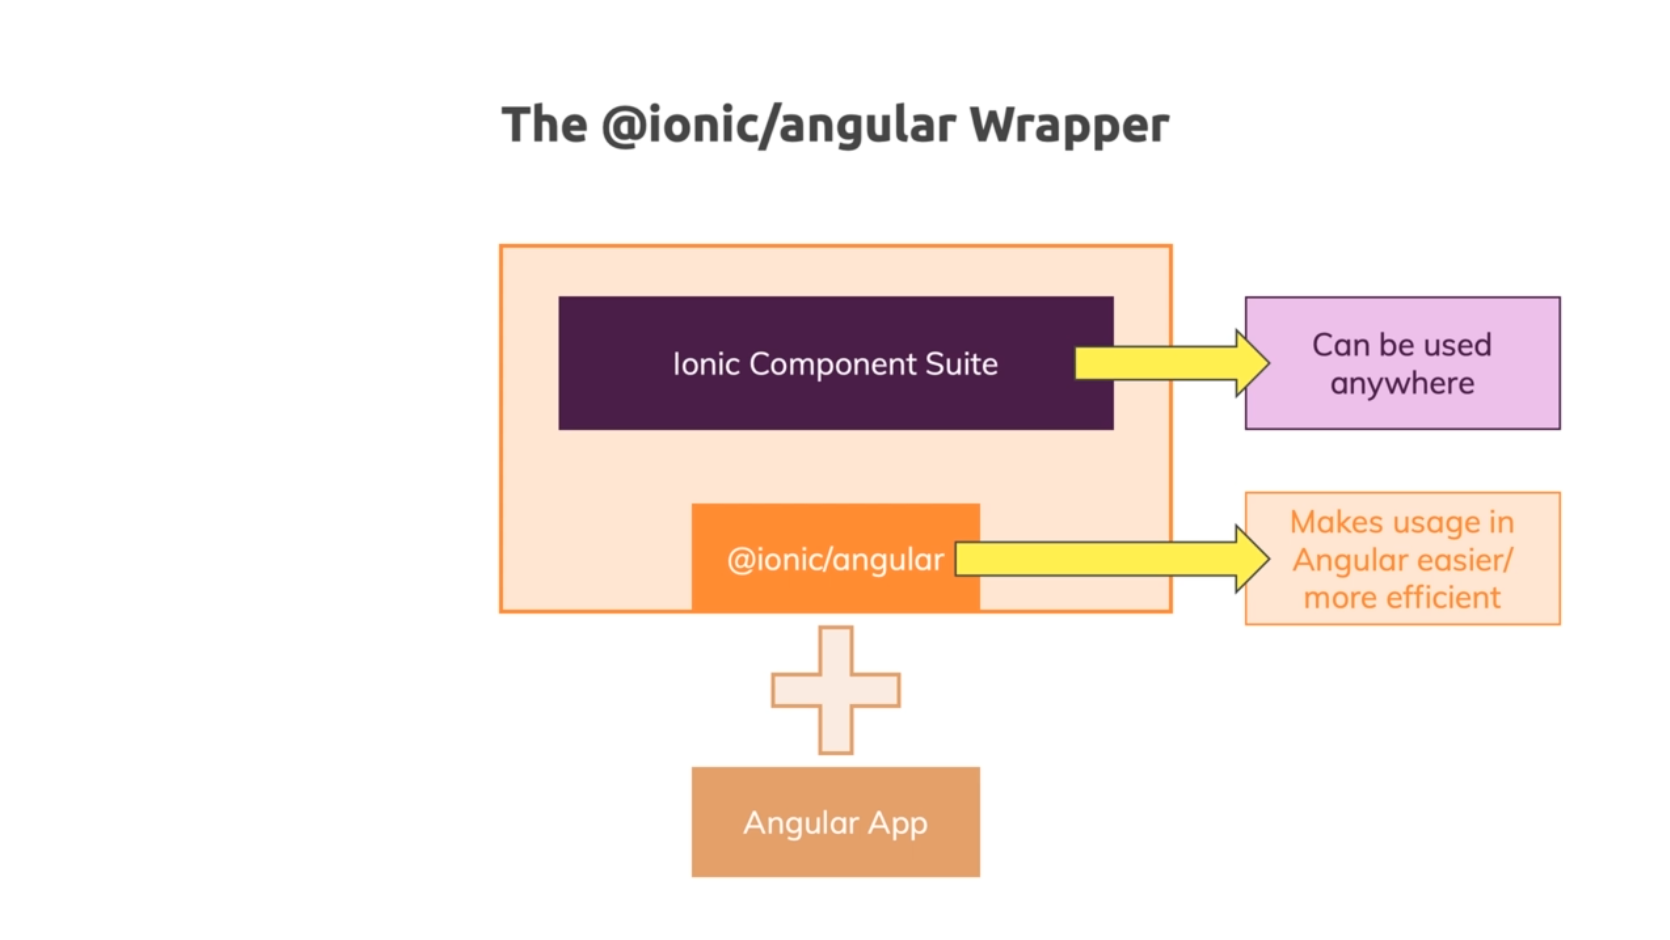 The @ionic/angular Wrapper
Ionic Component Suite
Can be used
anywhere
@ionic/angular
Makes usage in
Angular easier/
more efficient
Angular App